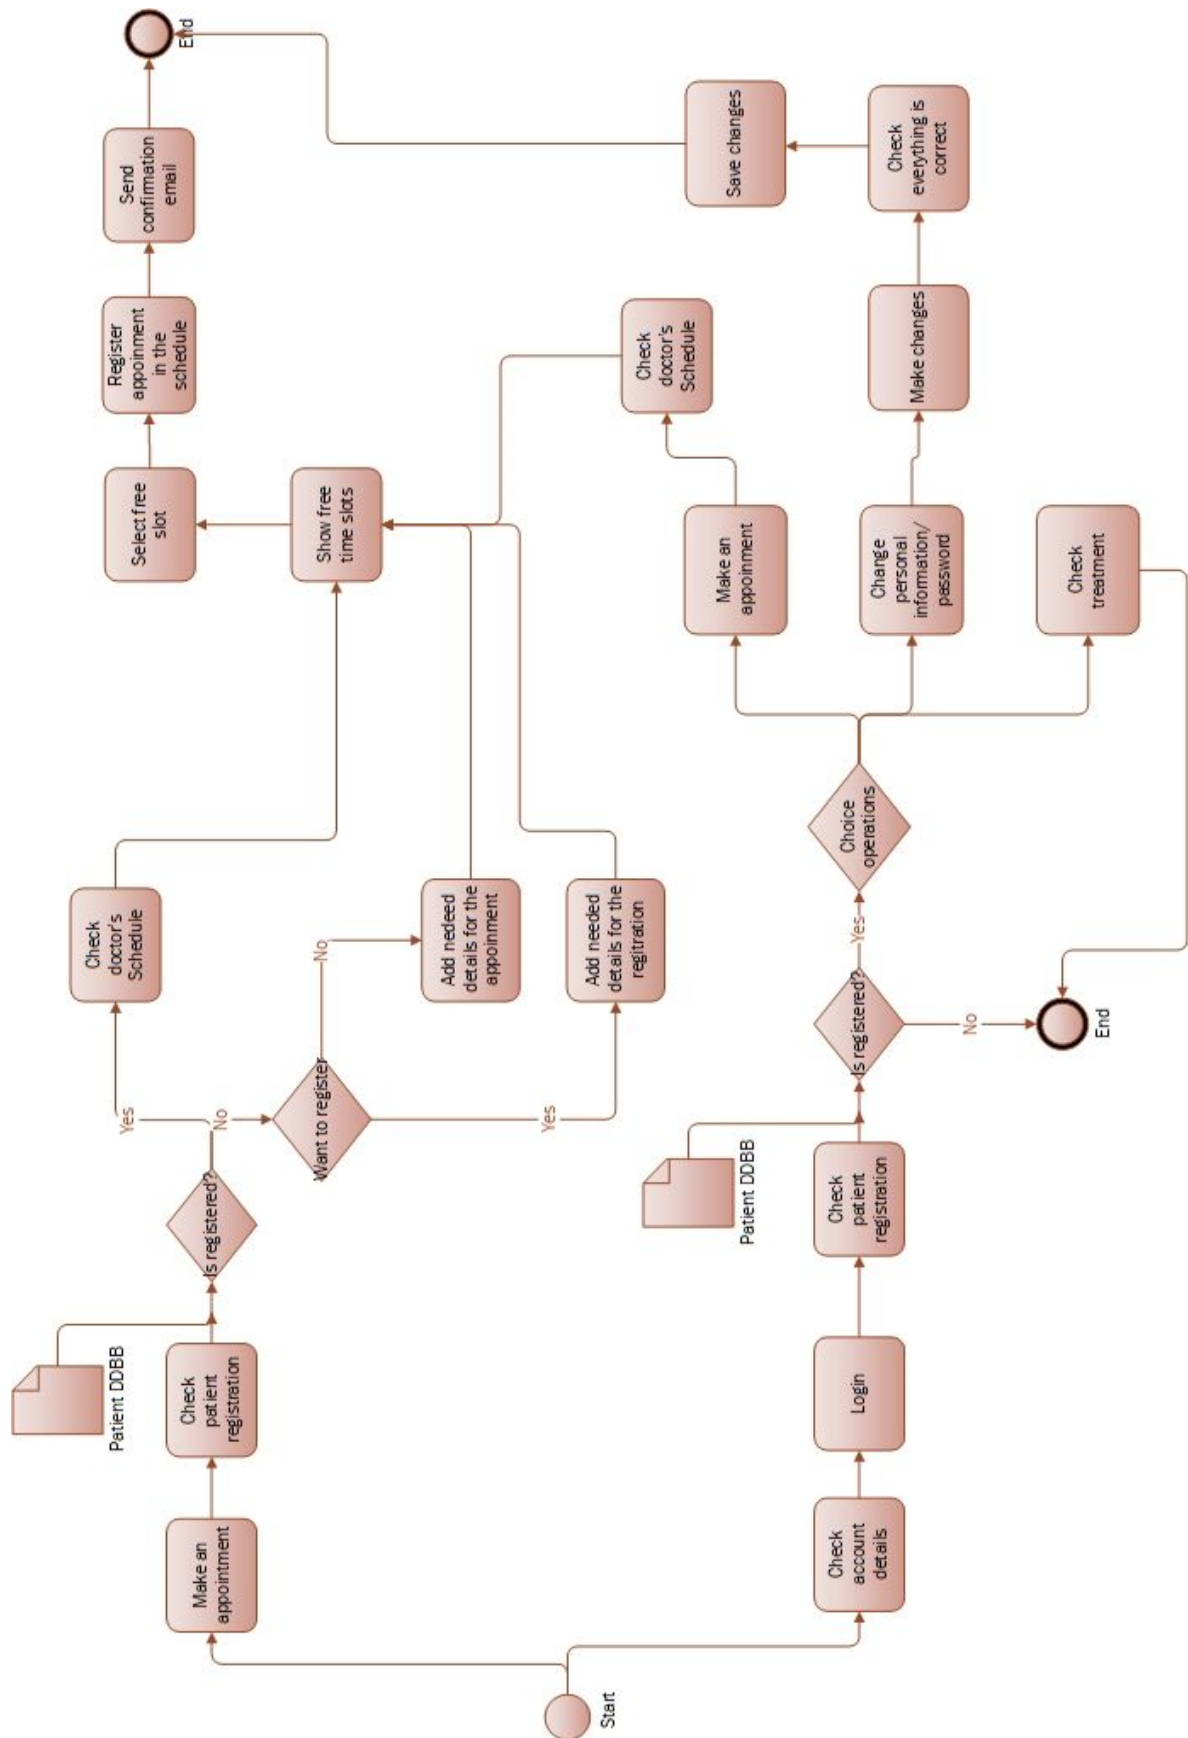 Start
Make an
appointment
Patient DDBB
Check
patient
registration
Is registered?
Yes
No
Check
doctor's
Schedule
Want to register
No
Yes
Add nedeed
details for the
appoinment
Add needed
details for the
regitration
Show free
time slots
Select free
slot
Register
appoinment
in the
schedule
Send
confirmation
email
End
Check
account
details
Login
Check
patient
registration
Patient DDBB
Is registered?
Yes
No
End
Choice
operations
Make an
appoinment
Check
doctor's
Schedule
Change
personal
information/
password
Make changes
Check
everything is
correct
Save changes
Check
treatment